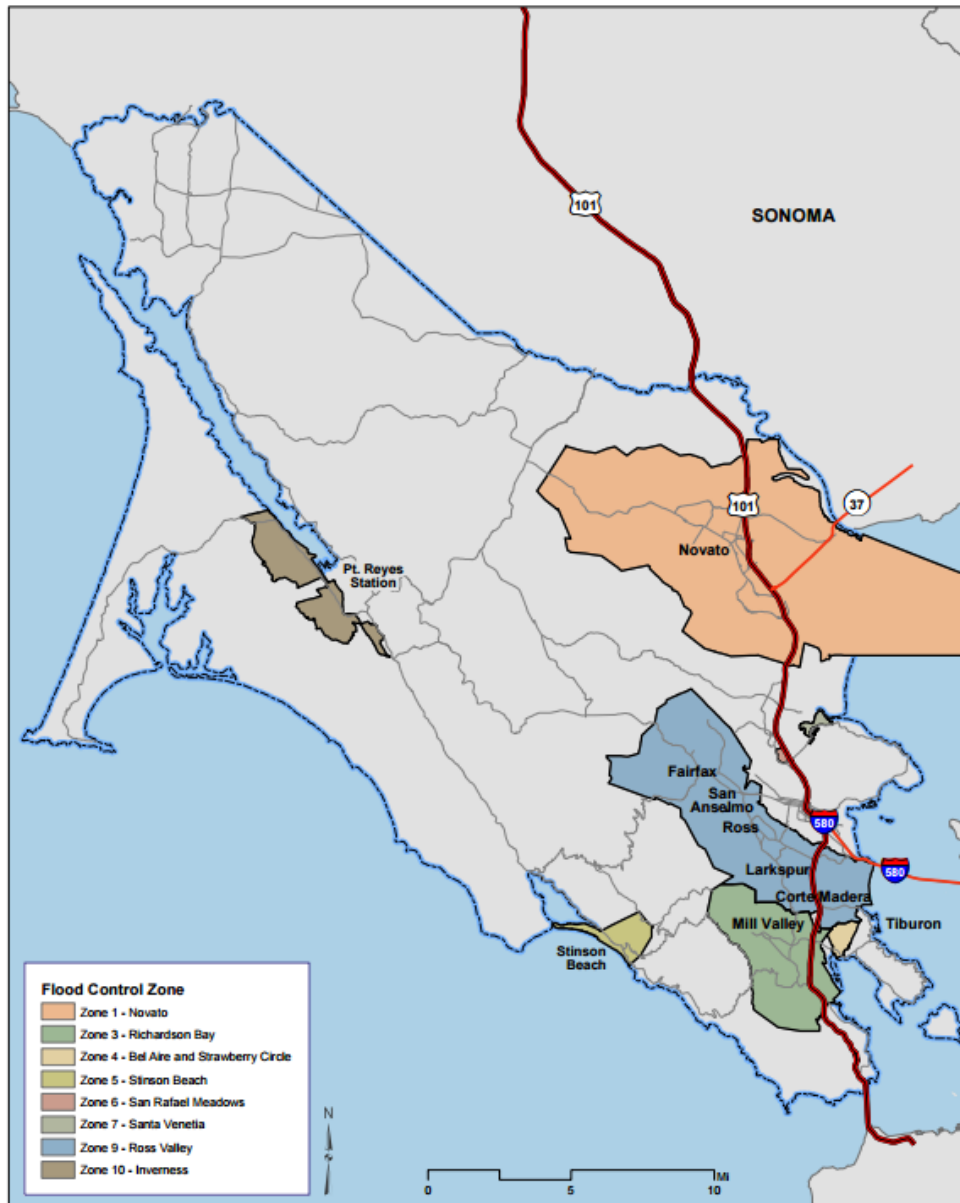 101
SONOMA
37
101
Novato
Pt. Reyes
Station
Fairfax
San
Anselmo
Ross
580
Larkspur
580
Corte Madera
Mill Valley
Tiburon
Stinson
Beach
Flood Control Zone
Zone 1 - Novato
Zone 3 - Richardson Bay
Zone 4 - Bel Aire and Strawberry Circle
Zone 5 - Stinson Beach
Zone 6 - San Rafael Meadows
Zone 7 - Santa Venetia
Zone 9 - Ross Valley
Zone 10 - Inverness
N
Mi
0 5 10